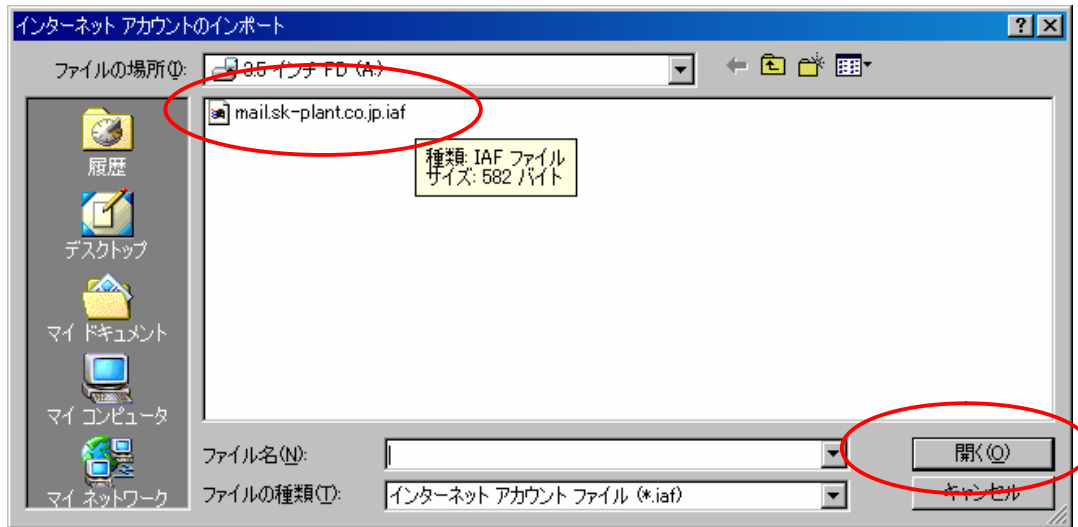 インターネット アカウントのインポート
ファイルの場所(I):
3.5 インチ FD (A:)
mail.sk-plant.co.jp.iaf
種類: IAF ファイル
サイズ: 582 バイト
履歴
デスクトップ
マイ ドキュメント
マイ コンピュータ
マイ ネットワーク
ファイル名(N):
開く(O)
ファイルの種類(T):
インターネット アカウント ファイル (*.iaf)
キャンセル